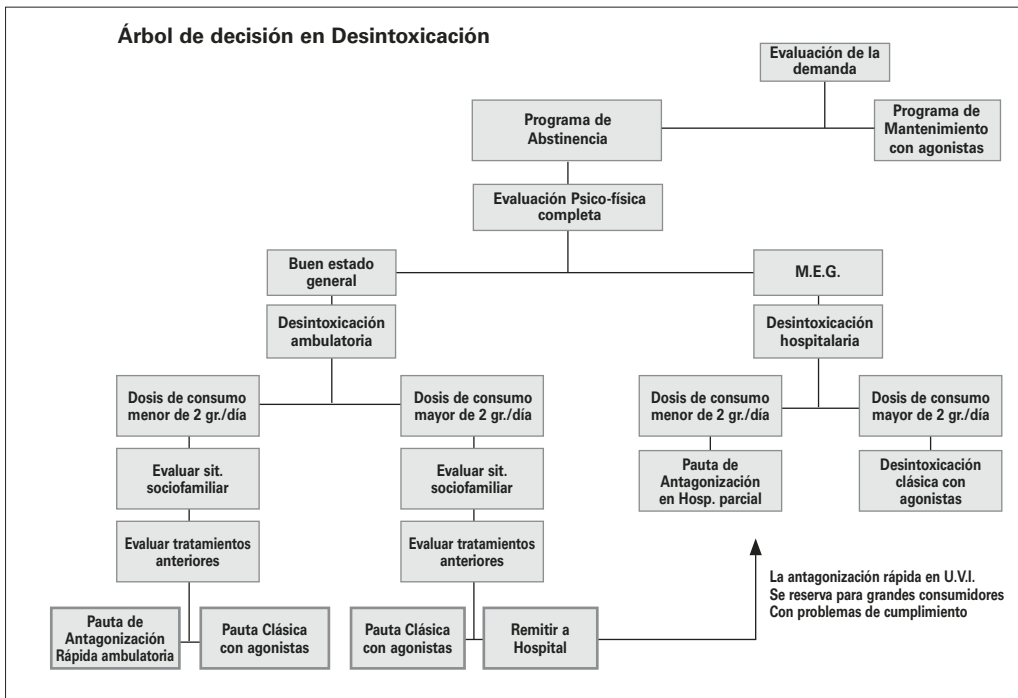 Árbol de decisión en Desintoxicación
Evaluación de la
demanda
Programa de
Abstinencia
Programa de
Mantenimiento
con agonistas
Evaluación Psico-física
completa
Buen estado
general
M.E.G.
Desintoxicación
ambulatoria
Desintoxicación
hospitalaria
Dosis de consumo
menor de 2 gr./día
Dosis de consumo
mayor de 2 gr./día
Dosis de consumo
menor de 2 gr./día
Dosis de consumo
mayor de 2 gr./día
Evaluar sit.
sociofamiliar
Evaluar sit.
sociofamiliar
Pauta de
Antagonización
en Hosp. parcial
Desintoxicación
clásica con
agonistas
Evaluar tratamientos
anteriores
Evaluar tratamientos
anteriores
La antagonización rápida en U.V.I.
Se reserva para grandes consumidores
Con problemas de cumplimiento
Pauta de
Antagonización
Rápida ambulatoria
Pauta Clásica
con agonistas
Pauta Clásica
con agonistas
Remitir a
Hospital